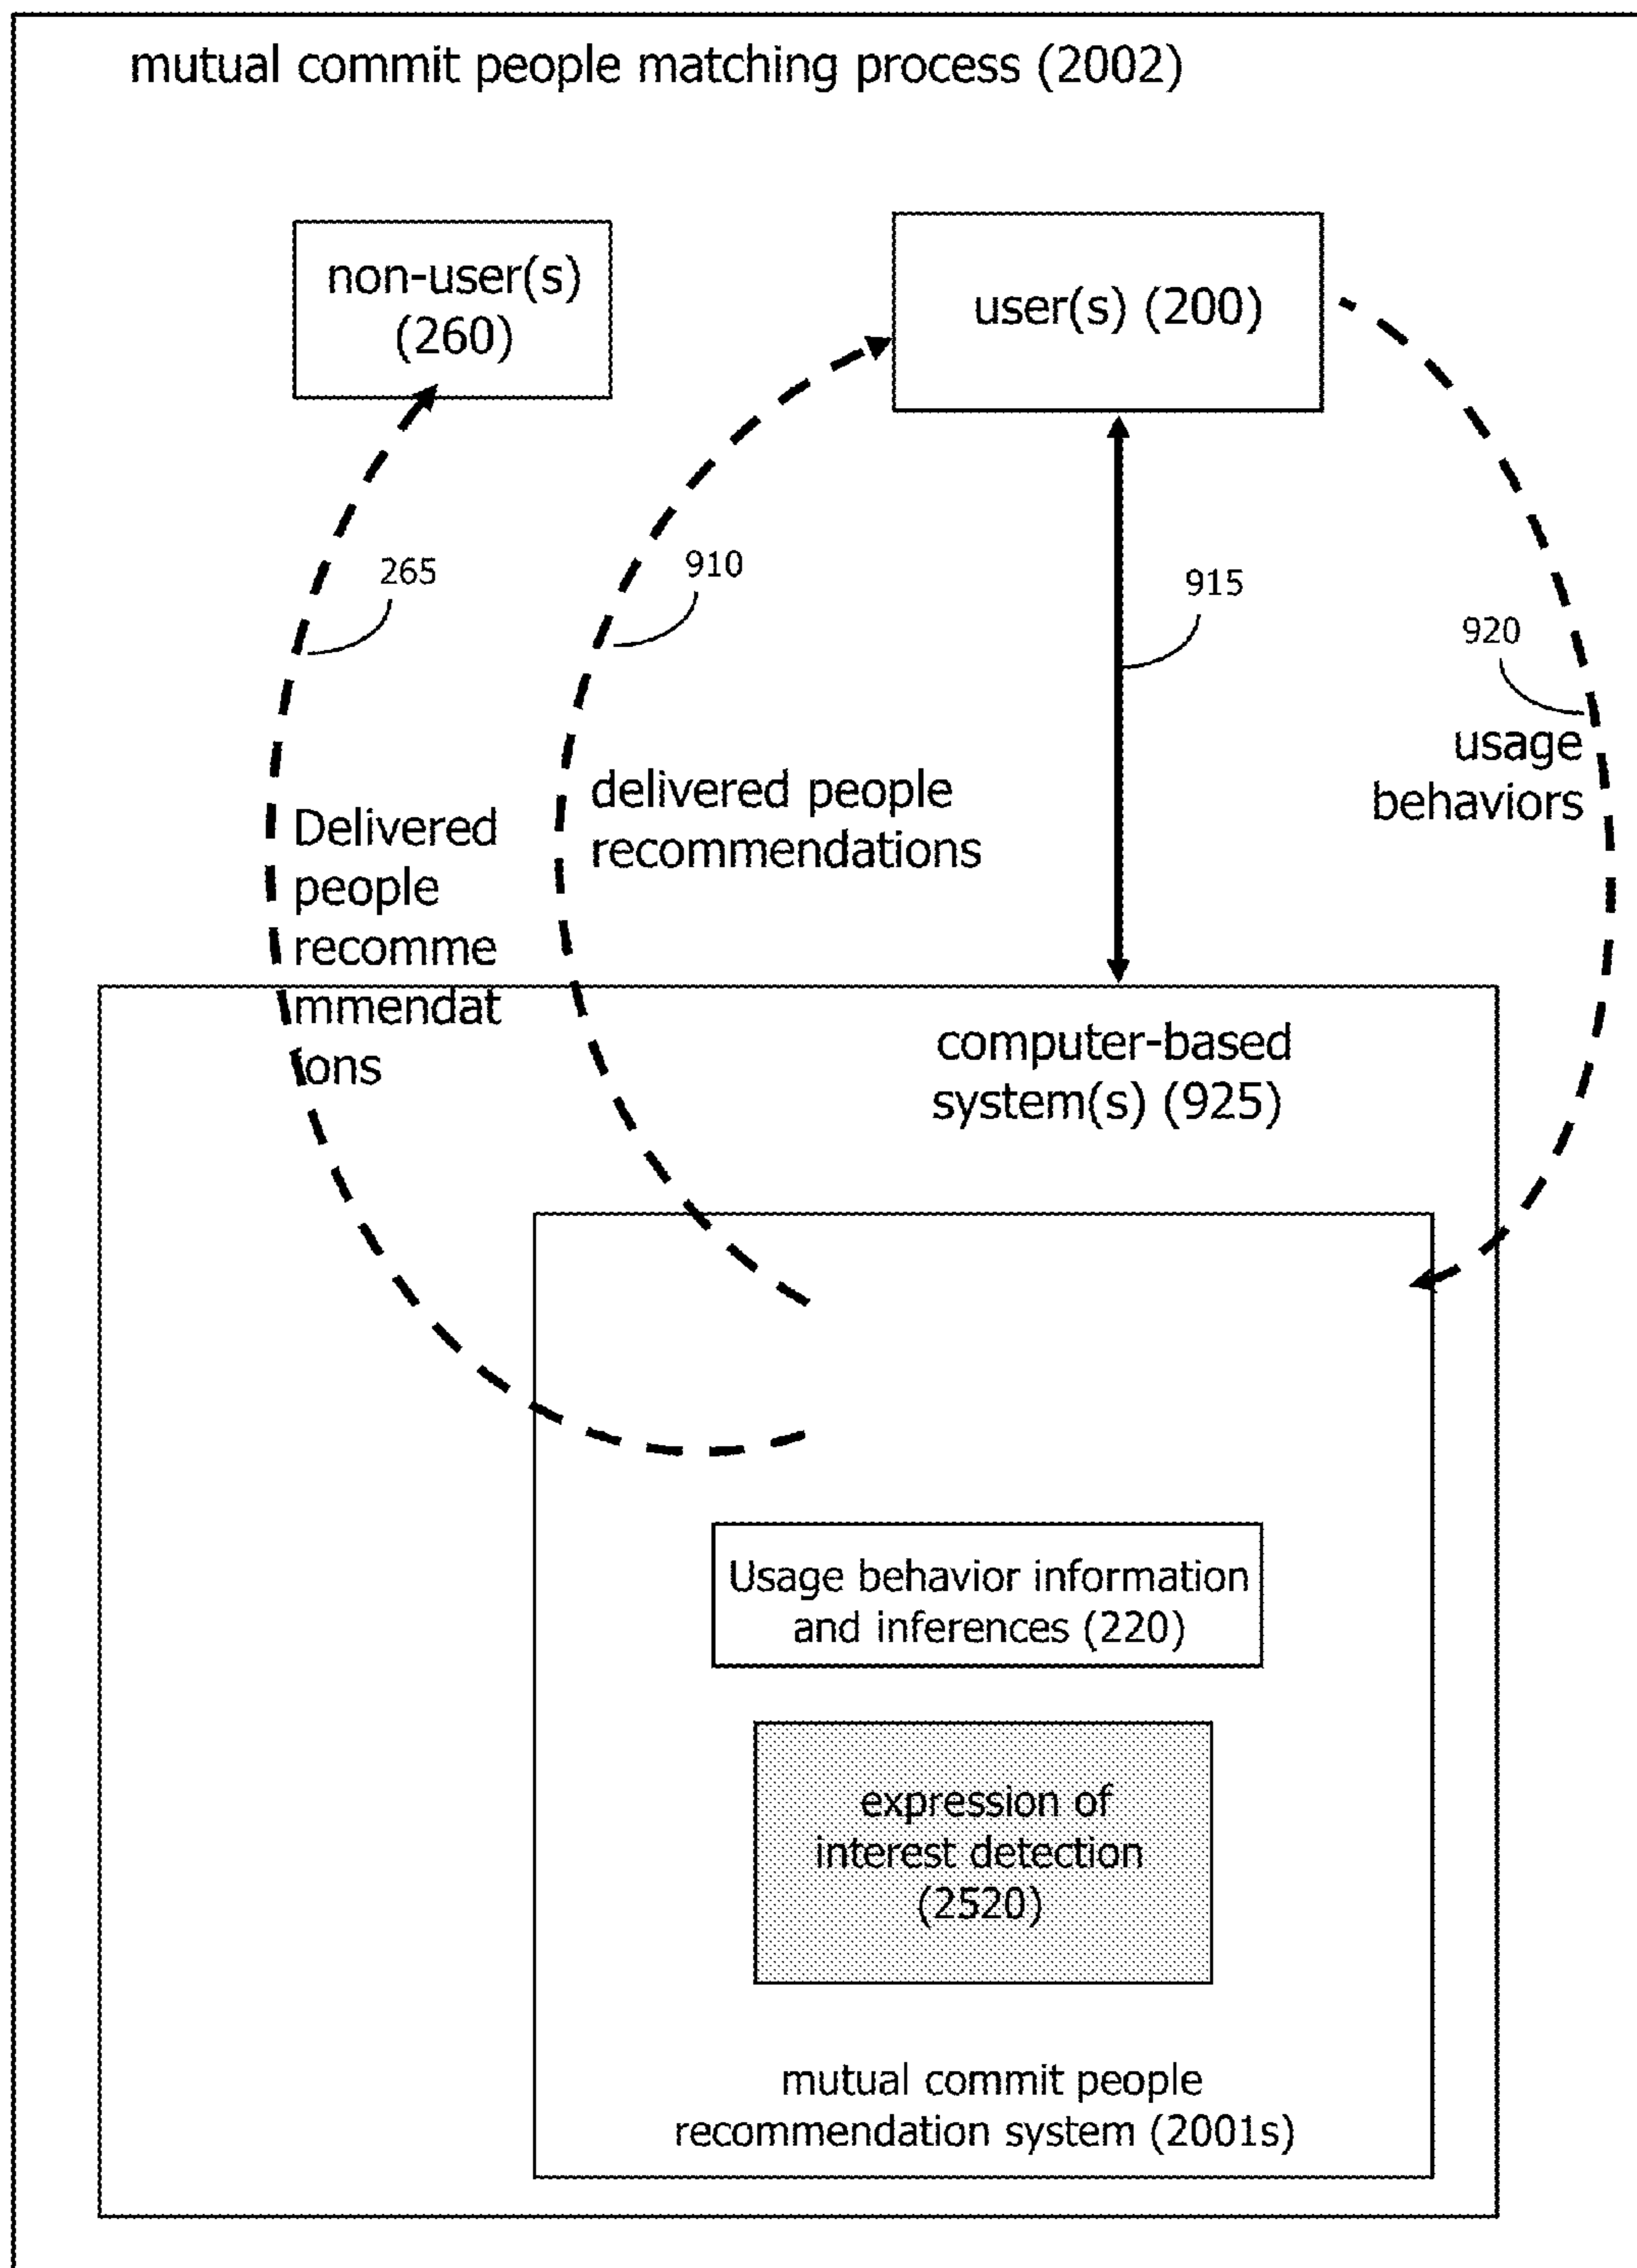 mutual commit people matching process (2002)
non-user(s)
(260)
user(s) (200)
265
910
915
920
usage
behaviors
delivered people
recommendations
Delivered
people
recomme
mmendat
ions
computer-based
system(s) (925)
Usage behavior information
and inferences (220)
expression of
interest detection
(2520)
mutual commit people
recommendation system (2001s)